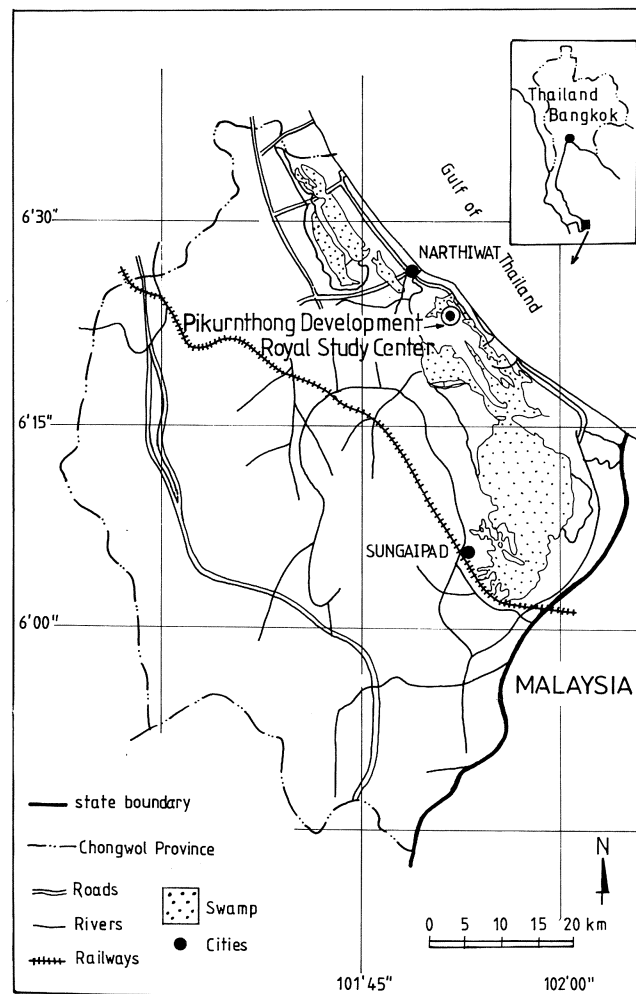 Thailand
Bangkok
Gulf of
Thailand
6'30"
NARTHIWAT
Pikurnthong Development
Royal Study Center
6'15"
SUNGAIPAD
6'00"
MALAYSIA
state boundary
Chongwol Province
Roads
Rivers
Railways
Swamp
Cities
N
0 5 10 15 20 km
101'45" 102'00"